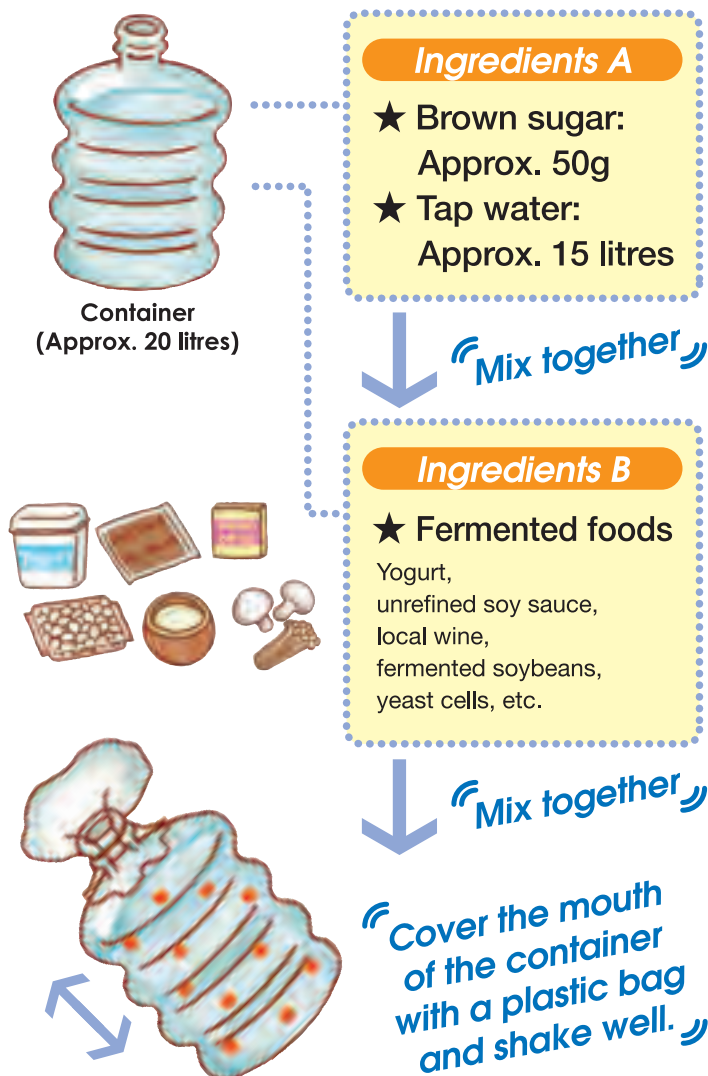 Ingredients A
★ Brown sugar:
Approx. 50g
★ Tap water:
Approx. 15 litres
Container
(Approx. 20 litres)
Mix together
Ingredients B
★ Fermented foods
Yogurt,
unrefined soy sauce,
local wine,
fermented soybeans,
yeast cells, etc.
Mix together
Cover the mouth
of the container
with a plastic bag
and shake well.